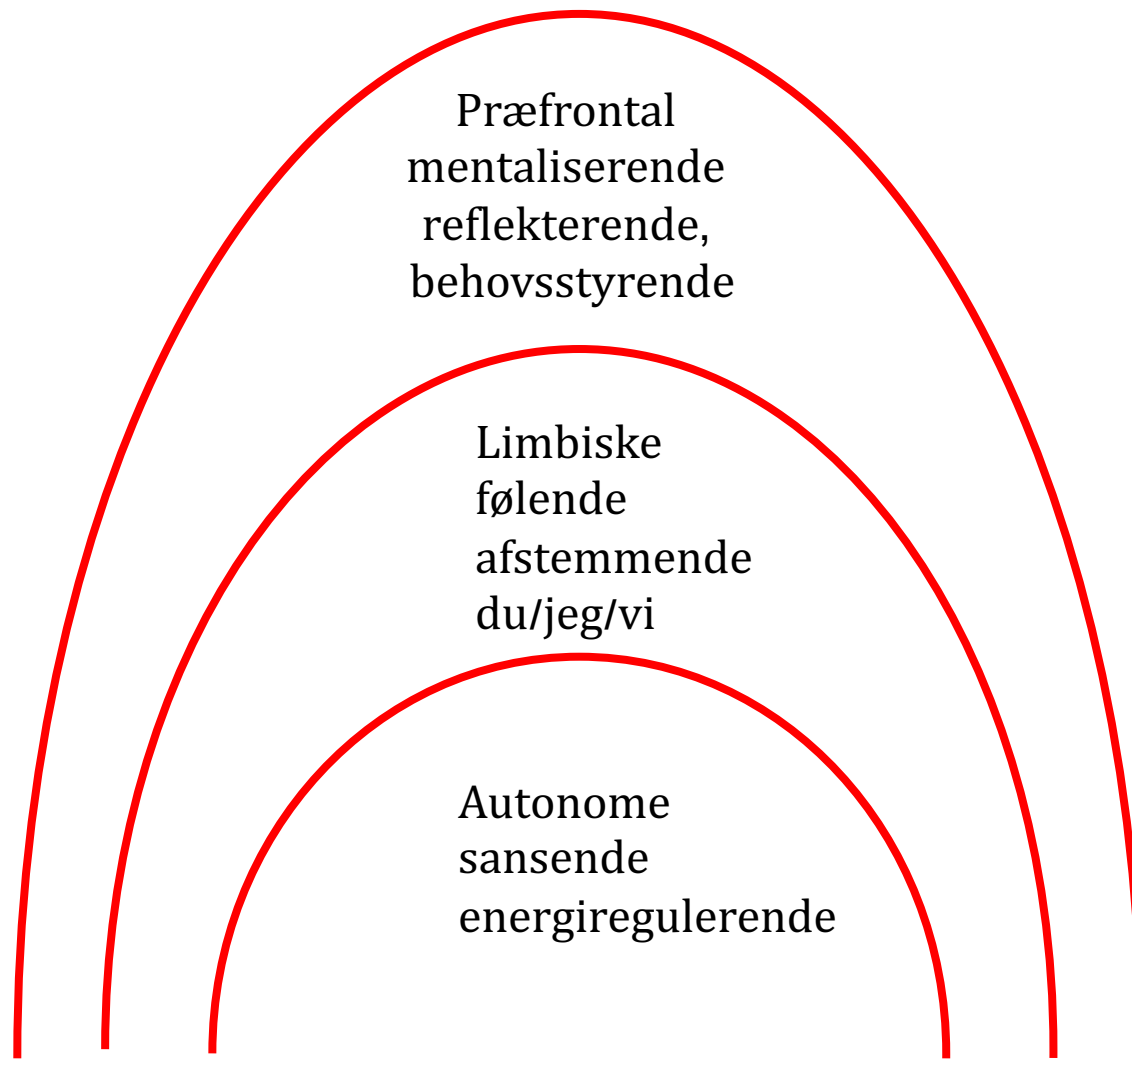 Præfrontal
mentaliserende
reflekterende,
behovsstyrende
Limbiske
følende
afstemmende
du/jeg/vi
Autonome
sansende
energiregulerende